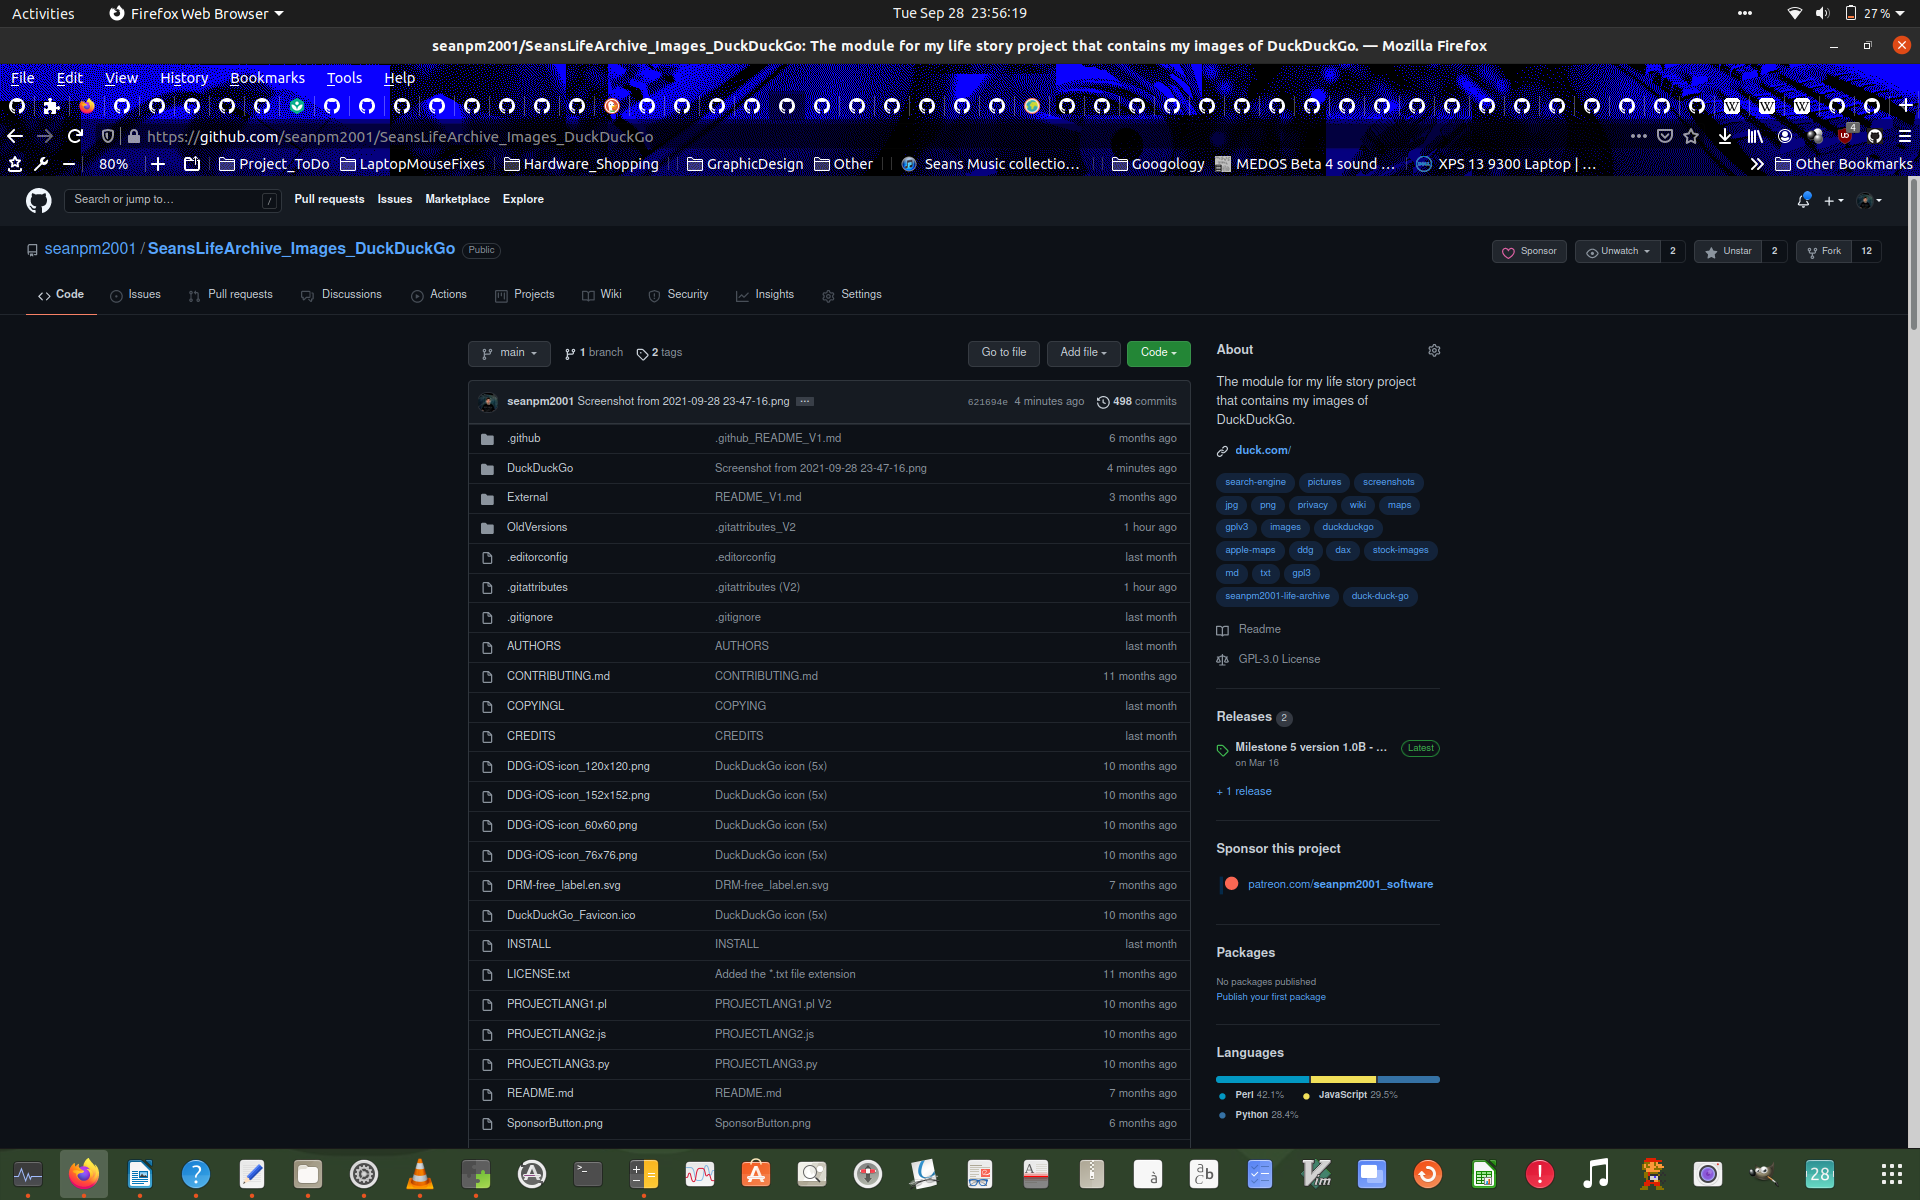 Activities Firefox Web Browser Tue Sep 28 23:56:19 27 %
seanpm2001/SeansLifeArchive_Images_DuckDuckGo: The module for my life story project that contains my images of DuckDuckGo. — Mozilla Firefox
File Edit View History Bookmarks Tools Help
https://github.com/seanpm2001/SeansLifeArchive_Images_DuckDuckGo 4
80% Project_ToDo LaptopMouseFixes Hardware_Shopping GraphicDesign Other Seans Music collectio… Googology MEDOS Beta 4 sound … XPS 13 9300 Laptop | … Other Bookmarks
Search or jump to… / Pull requests Issues Marketplace Explore
seanpm2001 / SeansLifeArchive_Images_DuckDuckGo Public Sponsor Unwatch 2 Unstar 2 Fork 12
Code Issues Pull requests Discussions Actions Projects Wiki Security Insights Settings
main 1 branch 2 tags Go to file Add file Code
seanpm2001 Screenshot from 2021-09-28 23-47-16.png 621694e 4 minutes ago 498 commits
.github .github_README_V1.md 6 months ago
DuckDuckGo Screenshot from 2021-09-28 23-47-16.png 4 minutes ago
External README_V1.md 3 months ago
OldVersions .gitattributes_V2 1 hour ago
.editorconfig .editorconfig last month
.gitattributes .gitattributes (V2) 1 hour ago
.gitignore .gitignore last month
AUTHORS AUTHORS last month
CONTRIBUTING.md CONTRIBUTING.md 11 months ago
COPYINGL COPYING last month
CREDITS CREDITS last month
DDG-iOS-icon_120x120.png DuckDuckGo icon (5x) 10 months ago
DDG-iOS-icon_152x152.png DuckDuckGo icon (5x) 10 months ago
DDG-iOS-icon_60x60.png DuckDuckGo icon (5x) 10 months ago
DDG-iOS-icon_76x76.png DuckDuckGo icon (5x) 10 months ago
DRM-free_label.en.svg DRM-free_label.en.svg 7 months ago
DuckDuckGo_Favicon.ico DuckDuckGo icon (5x) 10 months ago
INSTALL INSTALL last month
LICENSE.txt Added the *.txt file extension 11 months ago
PROJECTLANG1.pl PROJECTLANG1.pl V2 10 months ago
PROJECTLANG2.js PROJECTLANG2.js 10 months ago
PROJECTLANG3.py PROJECTLANG3.py 10 months ago
README.md README.md 7 months ago
SponsorButton.png SponsorButton.png 6 months ago
About
The module for my life story project
that contains my images of
DuckDuckGo.
duck.com/
search-engine pictures screenshots
jpg png privacy wiki maps
gplv3 images duckduckgo
apple-maps ddg dax stock-images
md txt gpl3
seanpm2001-life-archive duck-duck-go
Readme
GPL-3.0 License
Releases 2
Milestone 5 version 1.0B - ... Latest
on Mar 16
+ 1 release
Sponsor this project
patreon.com/seanpm2001_software
Packages
No packages published
Publish your first package
Languages
Perl 42.1% JavaScript 29.5%
Python 28.4%
28